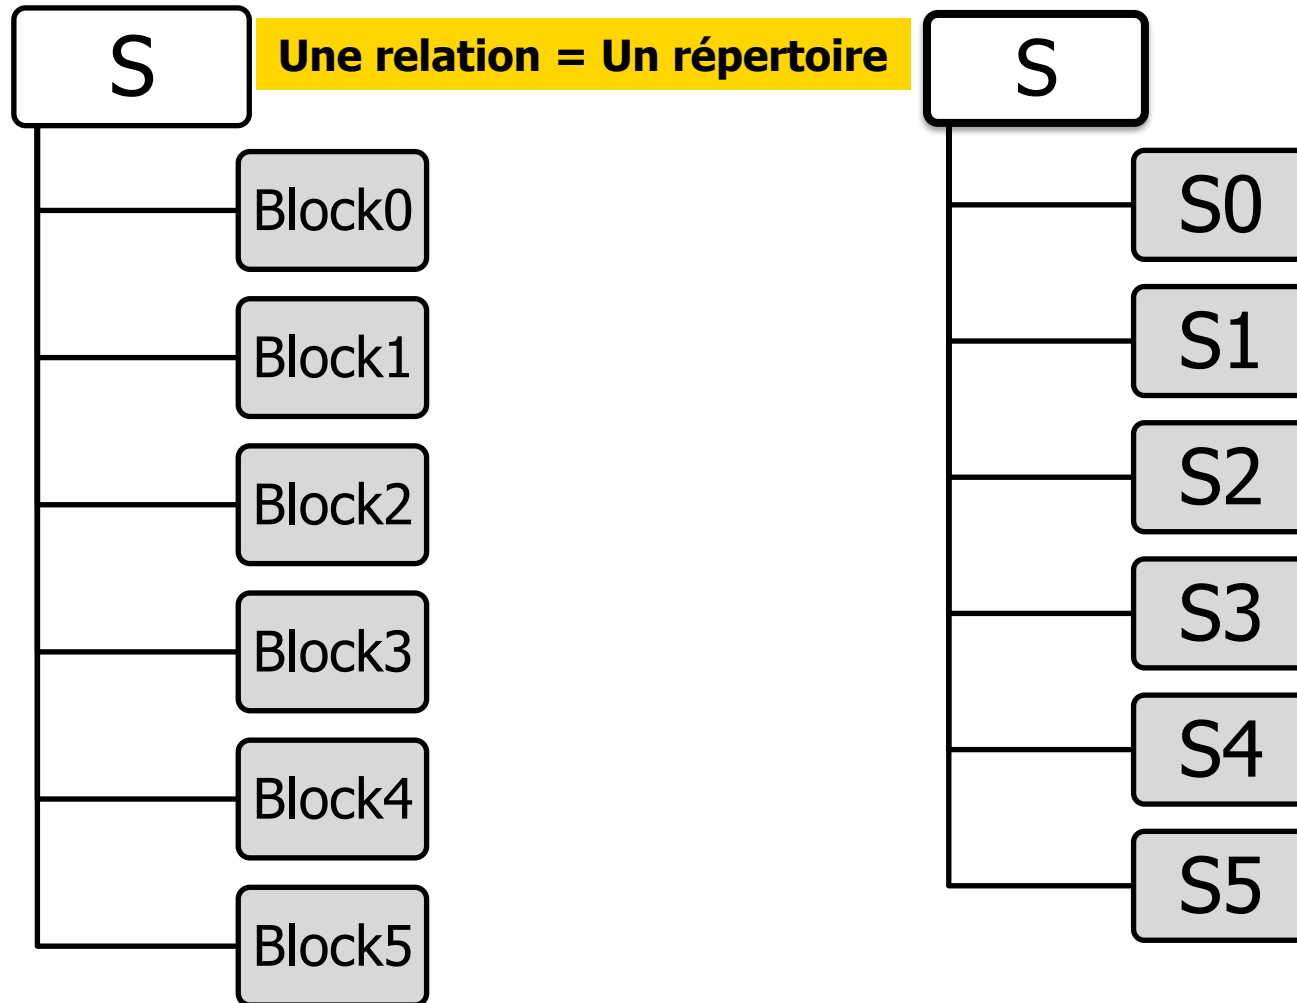 S
Une relation = Un répertoire
S
Block0
Block1
Block2
Block3
Block4
Block5
S0
S1
S2
S3
S4
S5